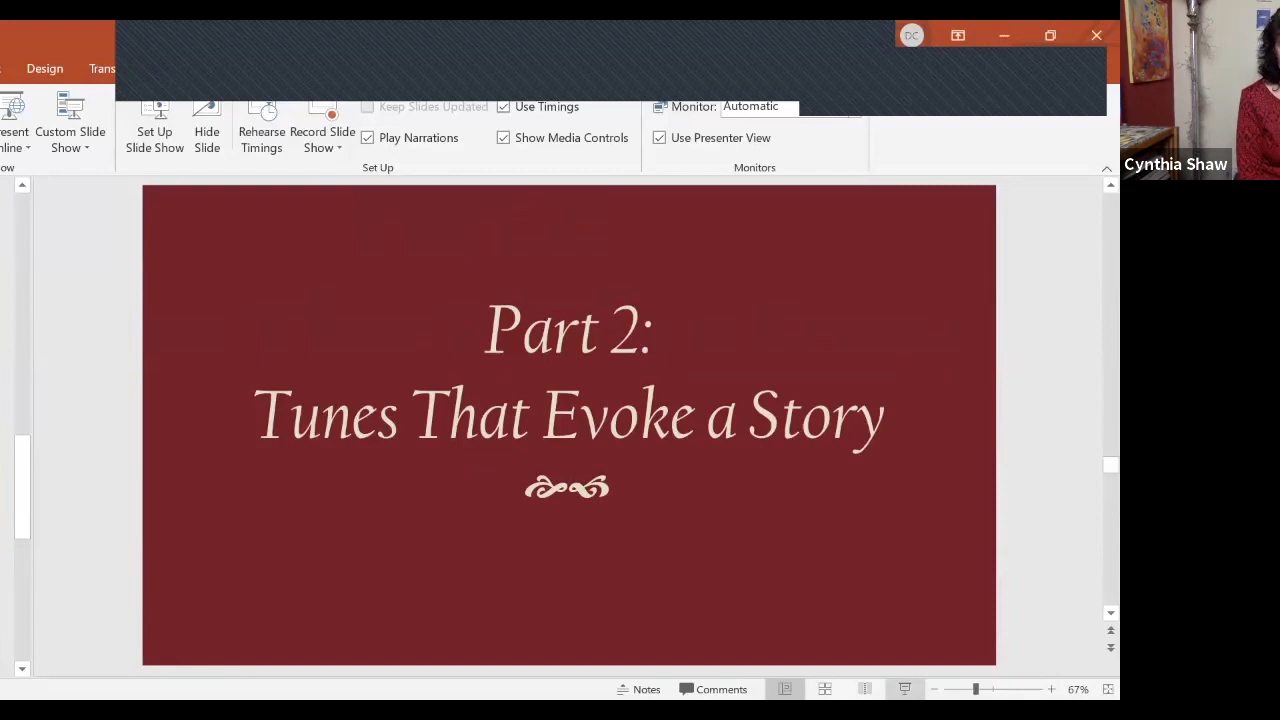 DC
Design Trans
Keep Slides Updated Use Timings Monitor: Automatic
Custom Slide Set Up Hide Rehearse Record Slide Play Narrations Show Media Controls Use Presenter View
Show Slide Show Slide Timings Show
Set Up Monitors
Cynthia Shaw
Part 2:
Tunes That Evoke a Story
Notes Comments 67%